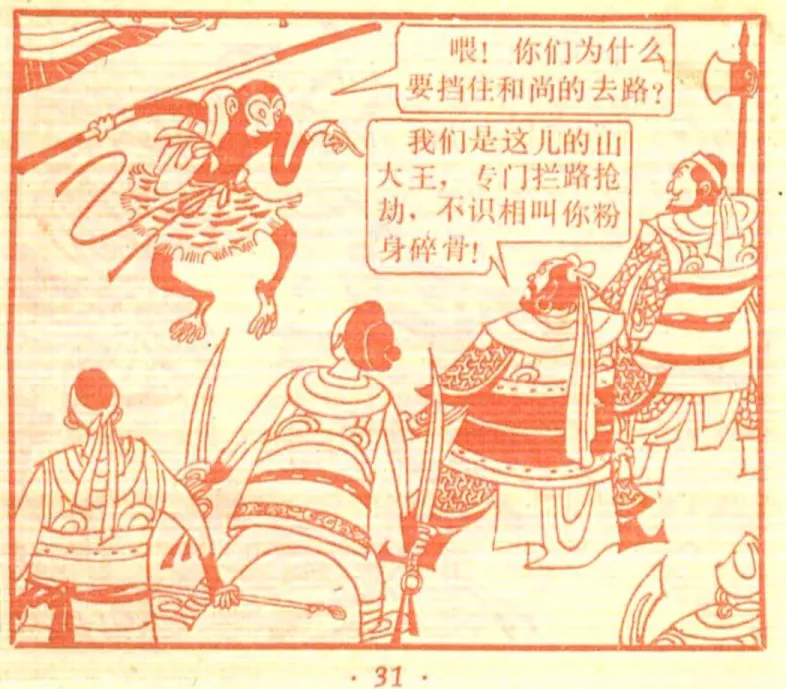 喂！你们为什么
要挡住和尚的去路？
我们是这儿的山
大王，专门拦路抢
劫，不识相叫你粉
身碎骨！
· 31 ·